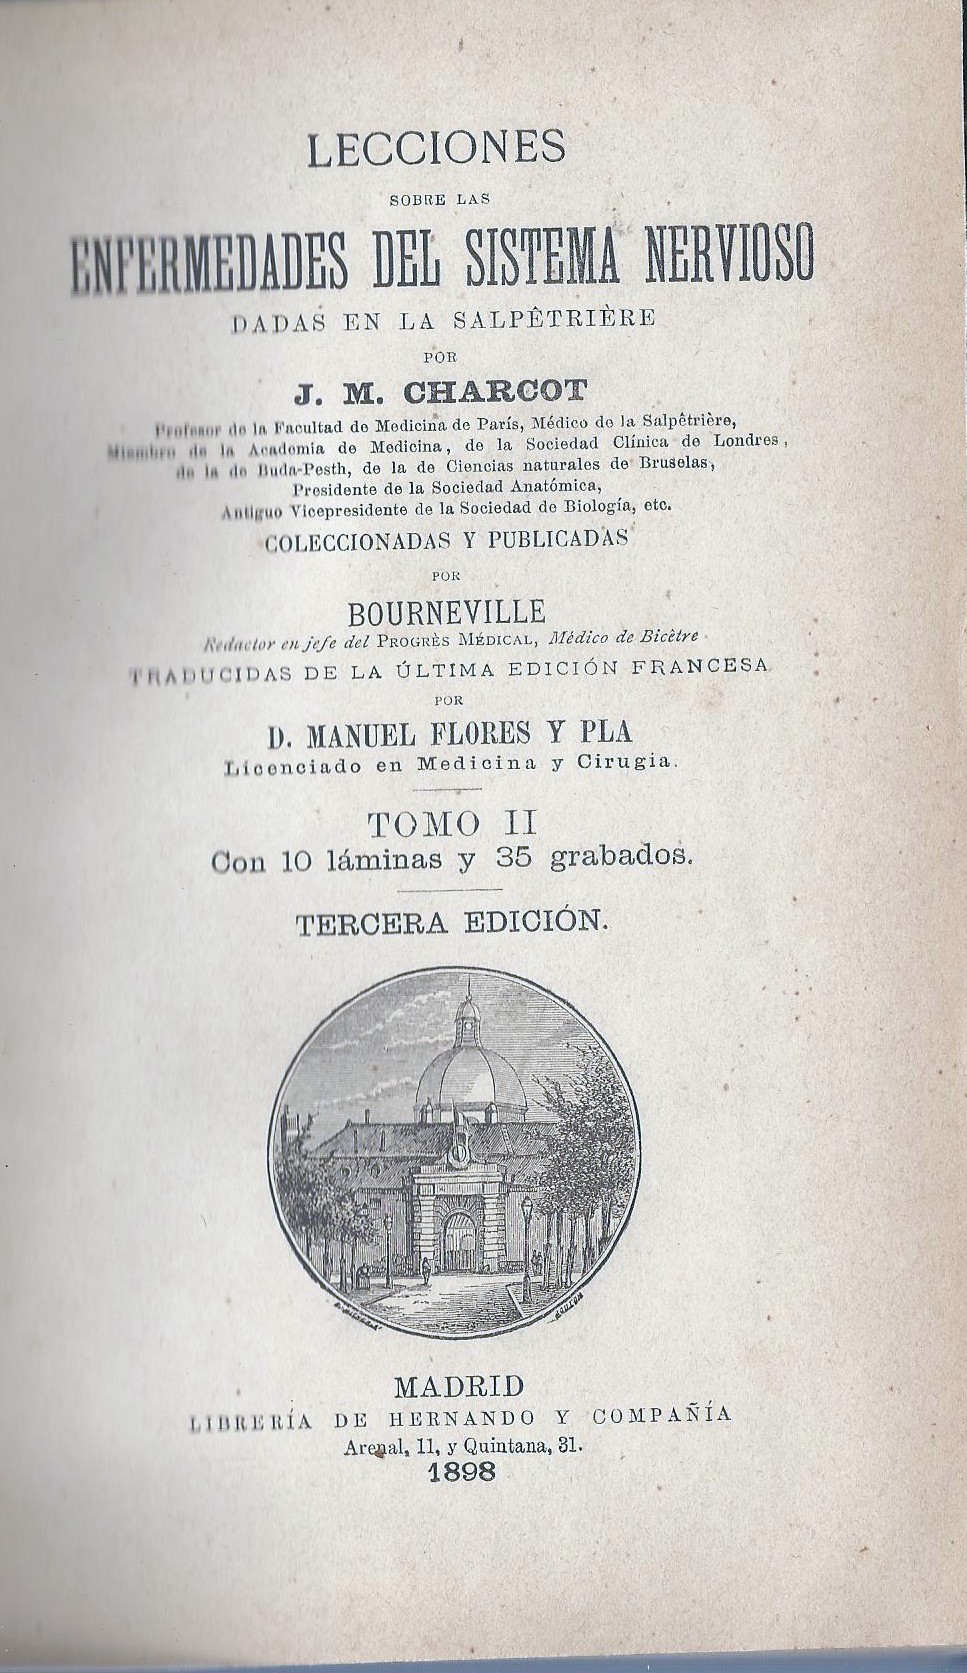 LECCIONES
SOBRE LAS
ENFERMEDADES DEL SISTEMA NERVIOSO
DADAS EN LA SALPÊTRIÈRE
POR
J. M. CHARCOT
Profesor de la Facultad de Medicina de París, Médico de la Salpêtrière,
Miembro de la Academia de Medicina, de la Sociedad Clínica de Londres,
de la de Buda-Pesth, de la de Ciencias naturales de Bruselas,
Presidente de la Sociedad Anatómica,
Antiguo Vicepresidente de la Sociedad de Biología, etc.
COLECCIONADAS Y PUBLICADAS
POR
BOURNEVILLE
Redactor en jefe del PROGRÈS MÉDICAL, Médico de Bicêtre
TRADUCIDAS DE LA ÚLTIMA EDICIÓN FRANCESA
POR
D. MANUEL FLORES Y PLA
Licenciado en Medicina y Cirugia.
TOMO II
Con 10 láminas y 35 grabados.
TERCERA EDICIÓN.
MADRID
LIBRERÍA DE HERNANDO Y COMPAÑÍA
Arenal, 11, y Quintana, 31.
1898